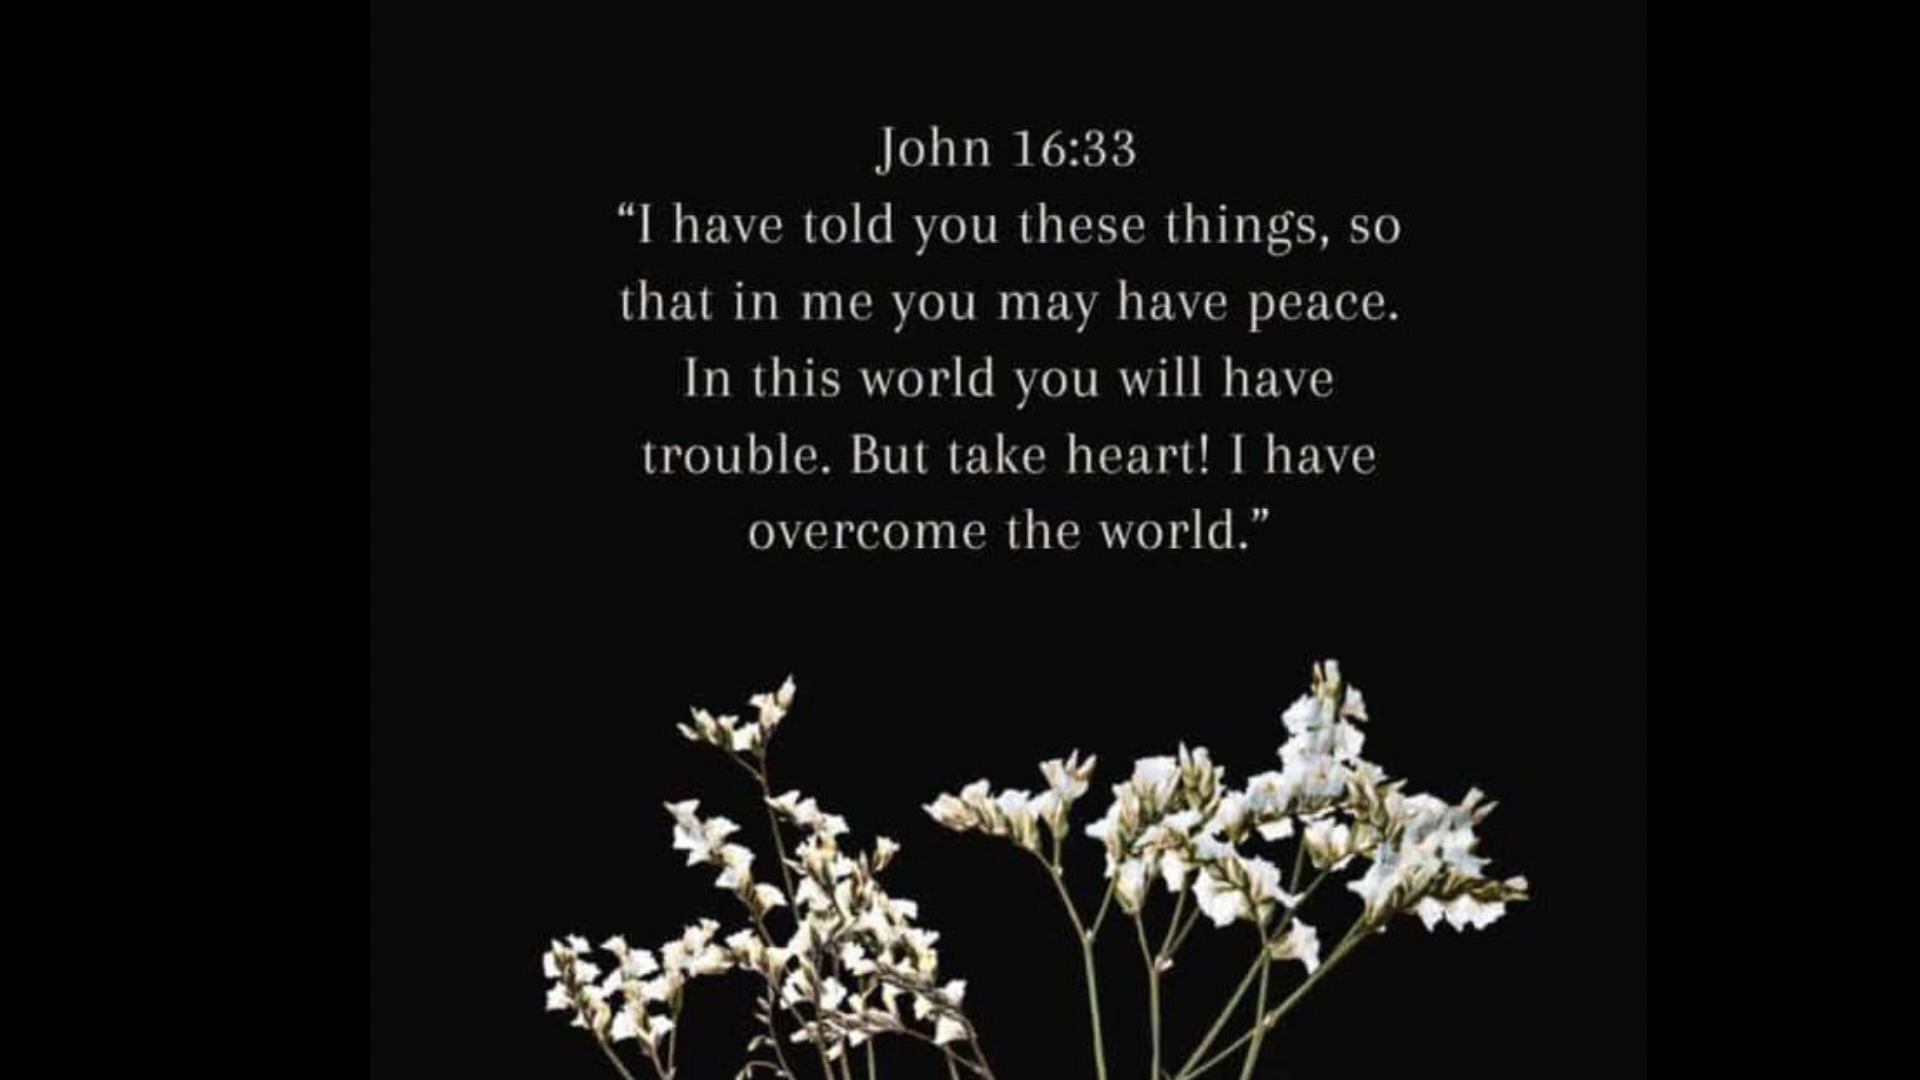 John 16:33
“I have told you these things, so
that in me you may have peace.
In this world you will have
trouble. But take heart! I have
overcome the world.”